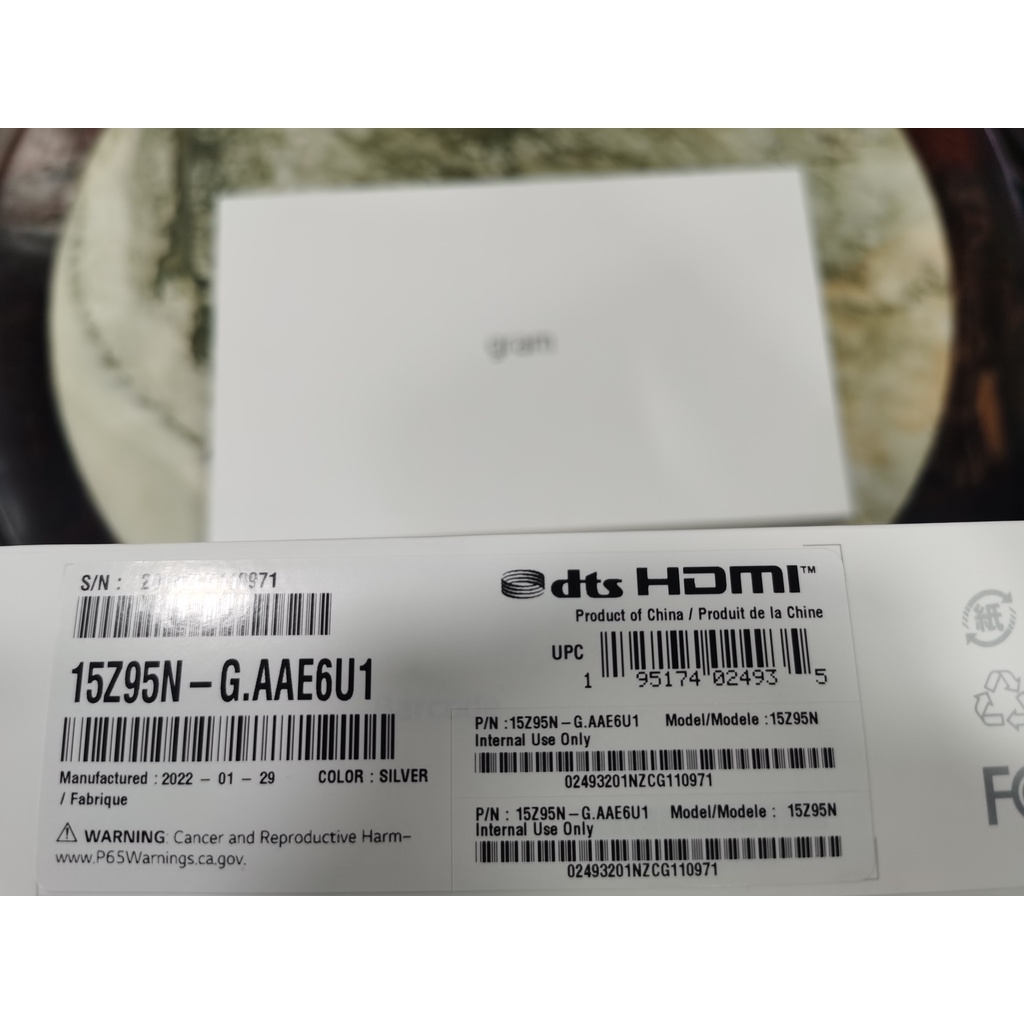 gram
S/N :
dts HDMI™
Product of China / Produit de la Chine
UPC
1 95174 02493 5
15Z95N – G.AAE6U1
P/N : 15Z95N – G.AAE6U1 Model/Modele : 15Z95N
Internal Use Only
02493201NZCG110971
Manufactured : 2022 – 01 – 29 COLOR : SILVER
/ Fabrique
P/N : 15Z95N – G.AAE6U1 Model/Modele : 15Z95N
Internal Use Only
02493201NZCG110971
⚠ WARNING Cancer and Reproductive Harm–
www.P65Warnings.ca.gov.
紙